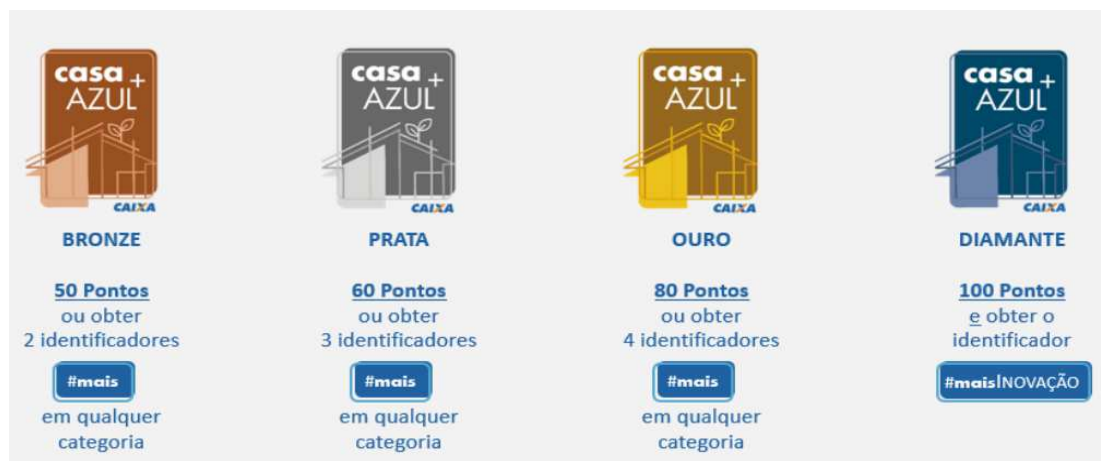 casa +
AZUL
CAIXA
BRONZE
50 Pontos
ou obter
2 identificadores
#mais
em qualquer
categoria
casa +
AZUL
CAIXA
PRATA
60 Pontos
ou obter
3 identificadores
#mais
em qualquer
categoria
casa +
AZUL
CAIXA
OURO
80 Pontos
ou obter
4 identificadores
#mais
em qualquer
categoria
casa +
AZUL
CAIXA
DIAMANTE
100 Pontos
e obter o
identificador
#maisINOVAÇÃO